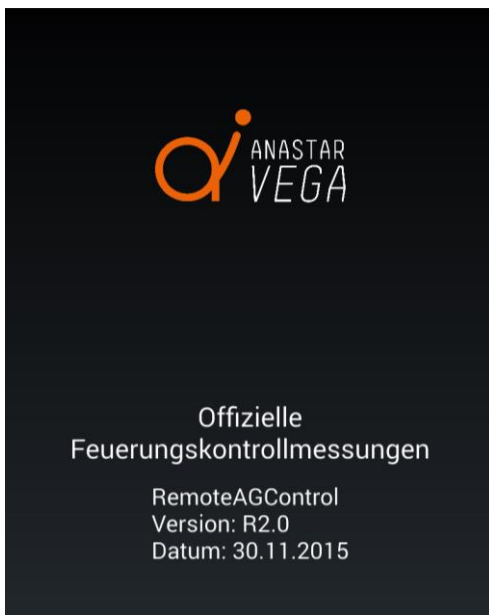 ANASTAR
VEGA
Offizielle
Feuerungskontrollmessungen
RemoteAGControl
Version: R2.0
Datum: 30.11.2015